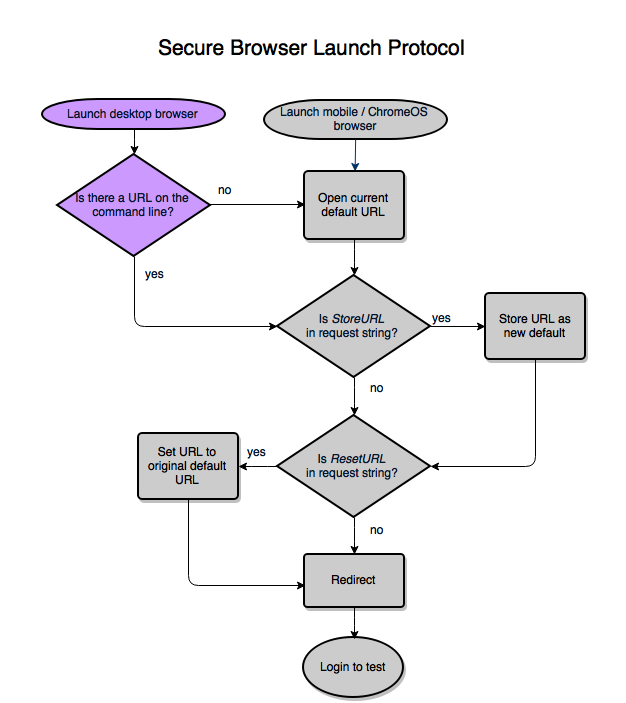 Secure Browser Launch Protocol
Launch desktop browser
Launch mobile / ChromeOS
browser
Is there a URL on the
command line?
no
Open current
default URL
yes
Is StoreURL
in request string?
yes
Store URL as
new default
no
Set URL to
original default
URL
yes
Is ResetURL
in request string?
no
Redirect
Login to test